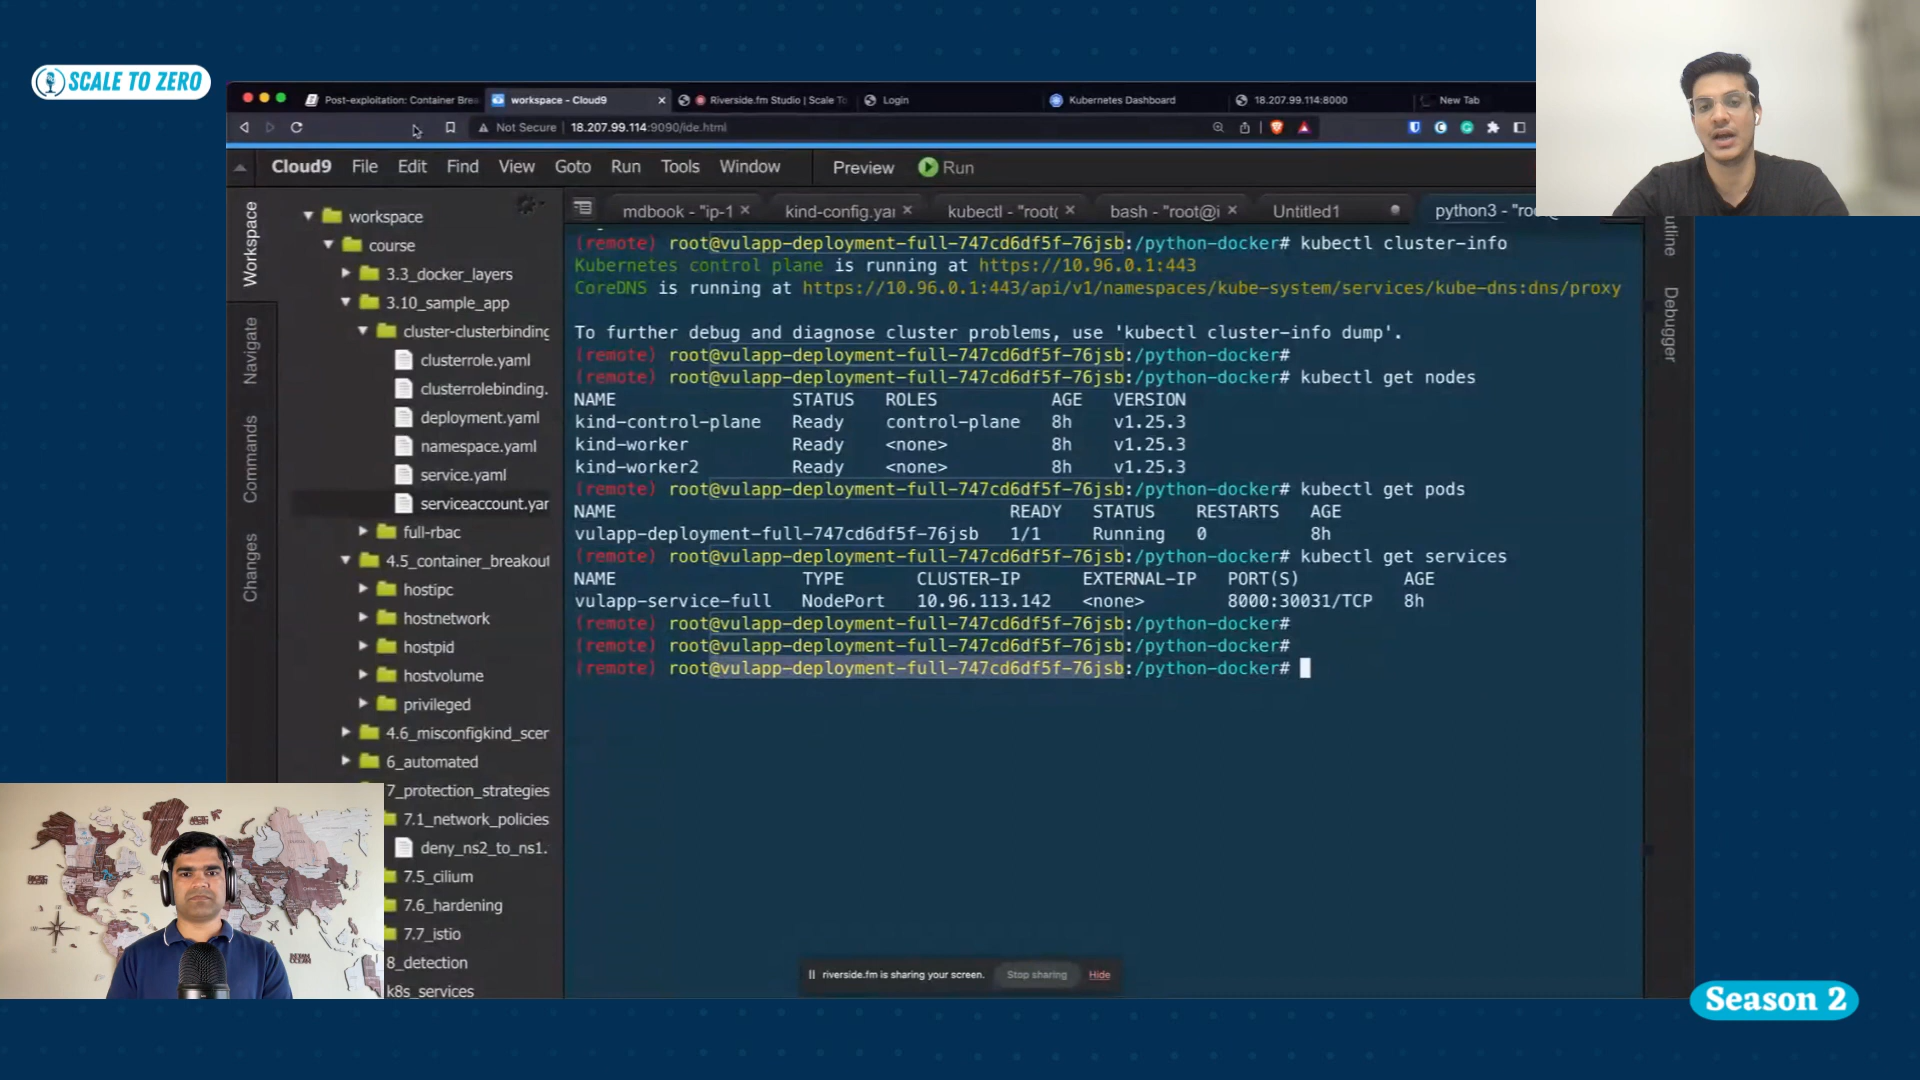 SCALE TO ZERO
Post-exploitation: Container Brea
workspace - Cloud9
Riverside.fm Studio | Scale To
Login
Kubernetes Dashboard
18.207.99.114:8000
New Tab
Not Secure
18.207.99.114:9090/ide.html
Cloud9 File Edit Find View Goto Run Tools Window Preview Run
mdbook - "ip-1
kind-config.yar
kubectl - "root(
bash - "root@i
Untitled1
python3 - "roo
Workspace
Navigate
Commands
Changes
workspace
course
3.3_docker_layers
3.10_sample_app
cluster-clusterbinding
clusterrole.yaml
clusterrolebinding.
deployment.yaml
namespace.yaml
service.yaml
serviceaccount.yar
full-rbac
4.5_container_breakout
hostipc
hostnetwork
hostpid
hostvolume
privileged
4.6_misconfigkind_scer
6_automated
7_protection_strategies
7.1_network_policies
deny_ns2_to_ns1.
7.5_cilium
7.6_hardening
7.7_istio
8_detection
k8s_services
(remote) root@vulapp-deployment-full-747cd6df5f-76jsb:/python-docker# kubectl cluster-info
Kubernetes control plane is running at https://10.96.0.1:443
CoreDNS is running at https://10.96.0.1:443/api/v1/namespaces/kube-system/services/kube-dns:dns/proxy
To further debug and diagnose cluster problems, use 'kubectl cluster-info dump'.
(remote) root@vulapp-deployment-full-747cd6df5f-76jsb:/python-docker#
(remote) root@vulapp-deployment-full-747cd6df5f-76jsb:/python-docker# kubectl get nodes
NAME STATUS ROLES AGE VERSION
kind-control-plane Ready control-plane 8h v1.25.3
kind-worker Ready <none> 8h v1.25.3
kind-worker2 Ready <none> 8h v1.25.3
(remote) root@vulapp-deployment-full-747cd6df5f-76jsb:/python-docker# kubectl get pods
NAME READY STATUS RESTARTS AGE
vulapp-deployment-full-747cd6df5f-76jsb 1/1 Running 0 8h
(remote) root@vulapp-deployment-full-747cd6df5f-76jsb:/python-docker# kubectl get services
NAME TYPE CLUSTER-IP EXTERNAL-IP PORT(S) AGE
vulapp-service-full NodePort 10.96.113.142 <none> 8000:30031/TCP 8h
(remote) root@vulapp-deployment-full-747cd6df5f-76jsb:/python-docker#
(remote) root@vulapp-deployment-full-747cd6df5f-76jsb:/python-docker#
(remote) root@vulapp-deployment-full-747cd6df5f-76jsb:/python-docker#
utline
Debugger
riverside.fm is sharing your screen.
Stop sharing
Hide
Season 2